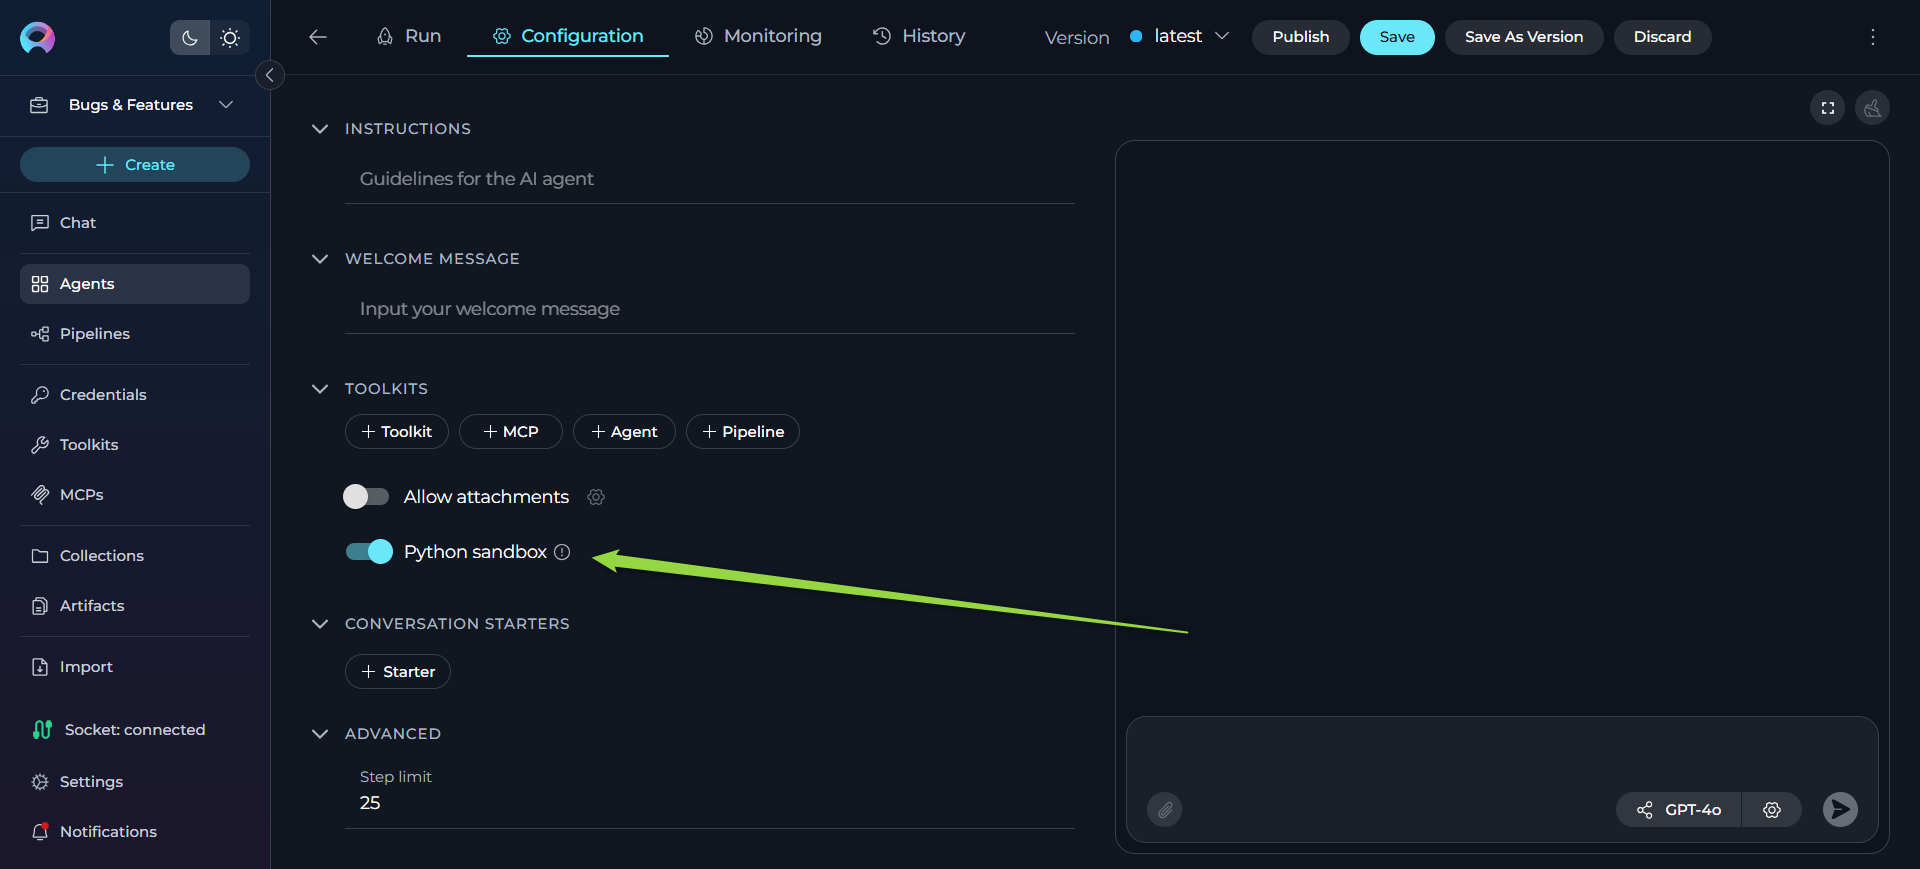 Run
Configuration
Monitoring
History
Version
latest
Publish
Save
Save As Version
Discard
Bugs & Features
Create
Chat
Agents
Pipelines
Credentials
Toolkits
MCPs
Collections
Artifacts
Import
Socket: connected
Settings
Notifications
INSTRUCTIONS
Guidelines for the AI agent
WELCOME MESSAGE
Input your welcome message
TOOLKITS
Toolkit
MCP
Agent
Pipeline
Allow attachments
Python sandbox
CONVERSATION STARTERS
Starter
ADVANCED
Step limit
25
GPT-4o